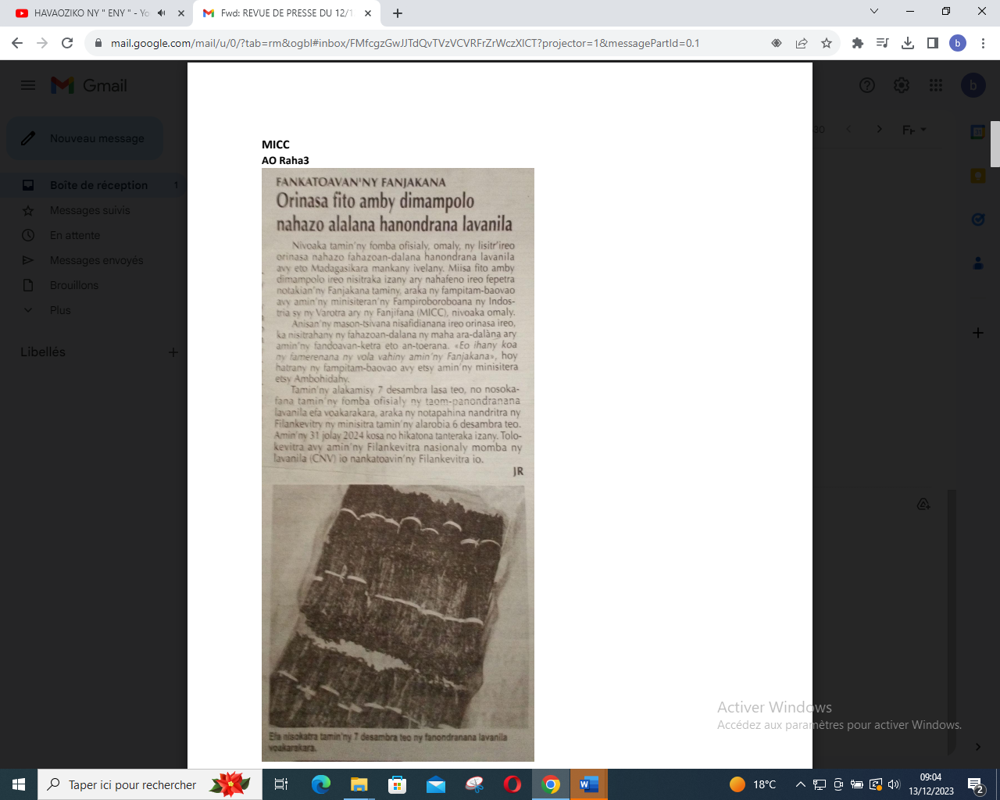 HAVAOZIKO NY " ENY " - Yo
Fwd: REVUE DE PRESSE DU 12/1
mail.google.com/mail/u/0/?tab=rm&ogbl#inbox/FMfcgzGwJJTdQvTVzVCVRFrZrWczXlCT?projector=1&messagePartId=0.1
b
Gmail
b
Nouveau message
30
Fr
Boîte de réception 1
Messages suivis
En attente
Messages envoyés
Brouillons
Plus
Libellés
MICC
AO Raha3
FANKATOAVAN'NY FANJAKANA
Orinasa fito amby dimampolo
nahazo alalana hanondrana lavanila
Nivoaka tamin'ny fomba ofisialy, omaly, ny lisitr'ireo
orinasa nahazo fahazoan-dalana hanondrana lavanila
avy eto Madagasikara mankany ivelany. Miisa fito amby
dimampolo ireo nisitraka izany ary nahafeno ireo fepetra
notakian'ny Fanjakana taminy, araka ny fampitam-baovao
avy amin'ny minisiteran'ny Fampiroboroboana ny Indos-
tria sy ny Varotra ary ny Fanjifana (MICC), nivoaka omaly.
Anisan'ny mason-tsivana nisafidianana ireo orinasa ireo,
ka nisitrahany ny fahazoan-dalana ny maha ara-dalàna ary
amin'ny fandoavan-ketra eto an-toerana. «Eo ihany koa
ny famerenana ny vola vahiny amin'ny Fanjakana», hoy
hatrany ny fampitam-baovao avy etsy amin'ny minisitera
etsy Ambohidahy.
Tamin'ny alakamisy 7 desambra lasa teo, no nosoka-
fana tamin'ny fomba ofisialy ny taom-panondranana
lavanila efa voakarakara, araka ny notapahina nandritra ny
Filankevitry ny minisitra tamin'ny alarobia 6 desambra teo.
Amin'ny 31 jolay 2024 kosa no hikatona tanteraka izany. Tolo-
kevitra avy amin'ny Filankevitra nasionaly momba ny
lavanila (CNV) io nankatoavin'ny Filankevitra io.
JR
Efa nisokatra tamin'ny 7 desambra teo ny fanondranana lavanila
voakarakara.
Activer Windows
Accédez aux paramètres pour activer Windows.
Taper ici pour rechercher
18°C
09:04
13/12/2023
2